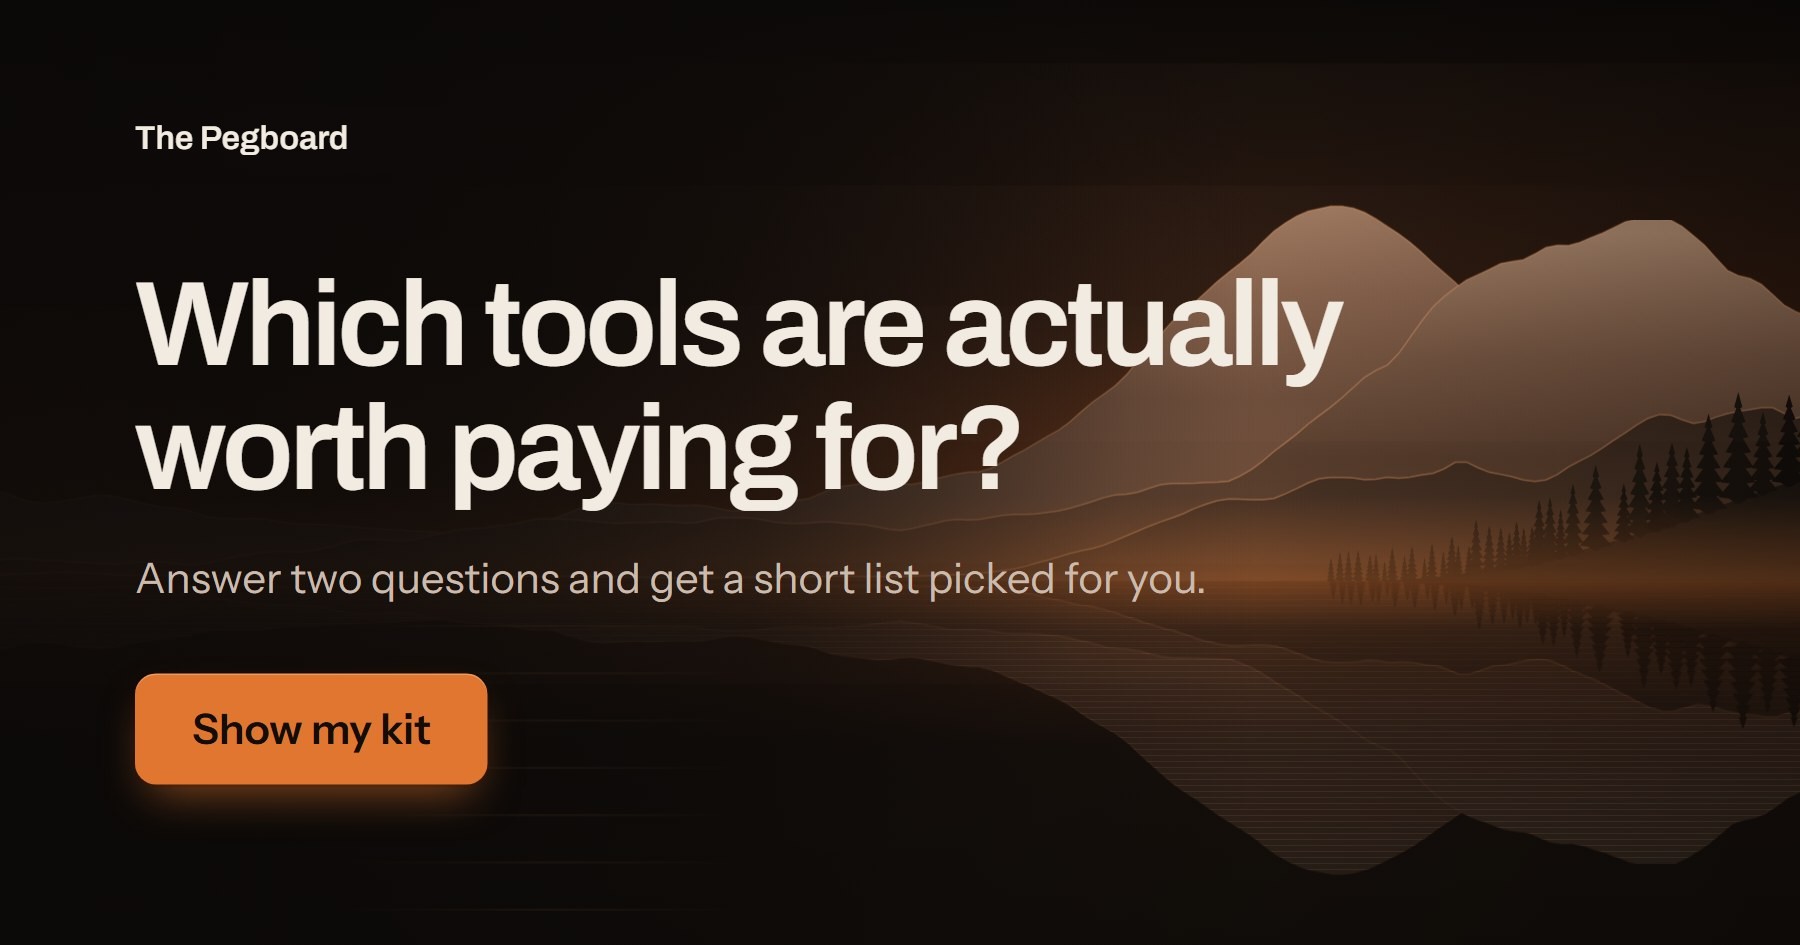 The Pegboard
Which tools are actually
worth paying for?
Answer two questions and get a short list picked for you.
Show my kit